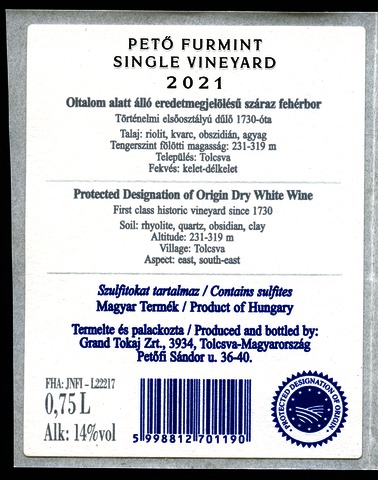 PETŐ FURMINT
SINGLE VINEYARD
2021
Oltalom alatt álló eredetmegjelölésű száraz fehérbor
Történelmi elsőosztályú dűlő 1730-óta
Talaj: riolit, kvarc, obszidián, agyag
Tengerszint fölötti magasság: 231-319 m
Település: Tolcsva
Fekvés: kelet-délkelet
Protected Designation of Origin Dry White Wine
First class historic vineyard since 1730
Soil: rhyolite, quartz, obsidian, clay
Altitude: 231-319 m
Village: Tolcsva
Aspect: east, south-east
Szulfitokat tartalmaz / Contains sulfites
Magyar Termék / Product of Hungary
Termelte és palackozta / Produced and bottled by:
Grand Tokaj Zrt., 3934, Tolcsva-Magyarország
Petőfi Sándor u. 36-40.
FHA: JNFI - L22217
0,75 L
Alk: 14%vol
5 998812 701190
PROTECTED DESIGNATION OF ORIGIN